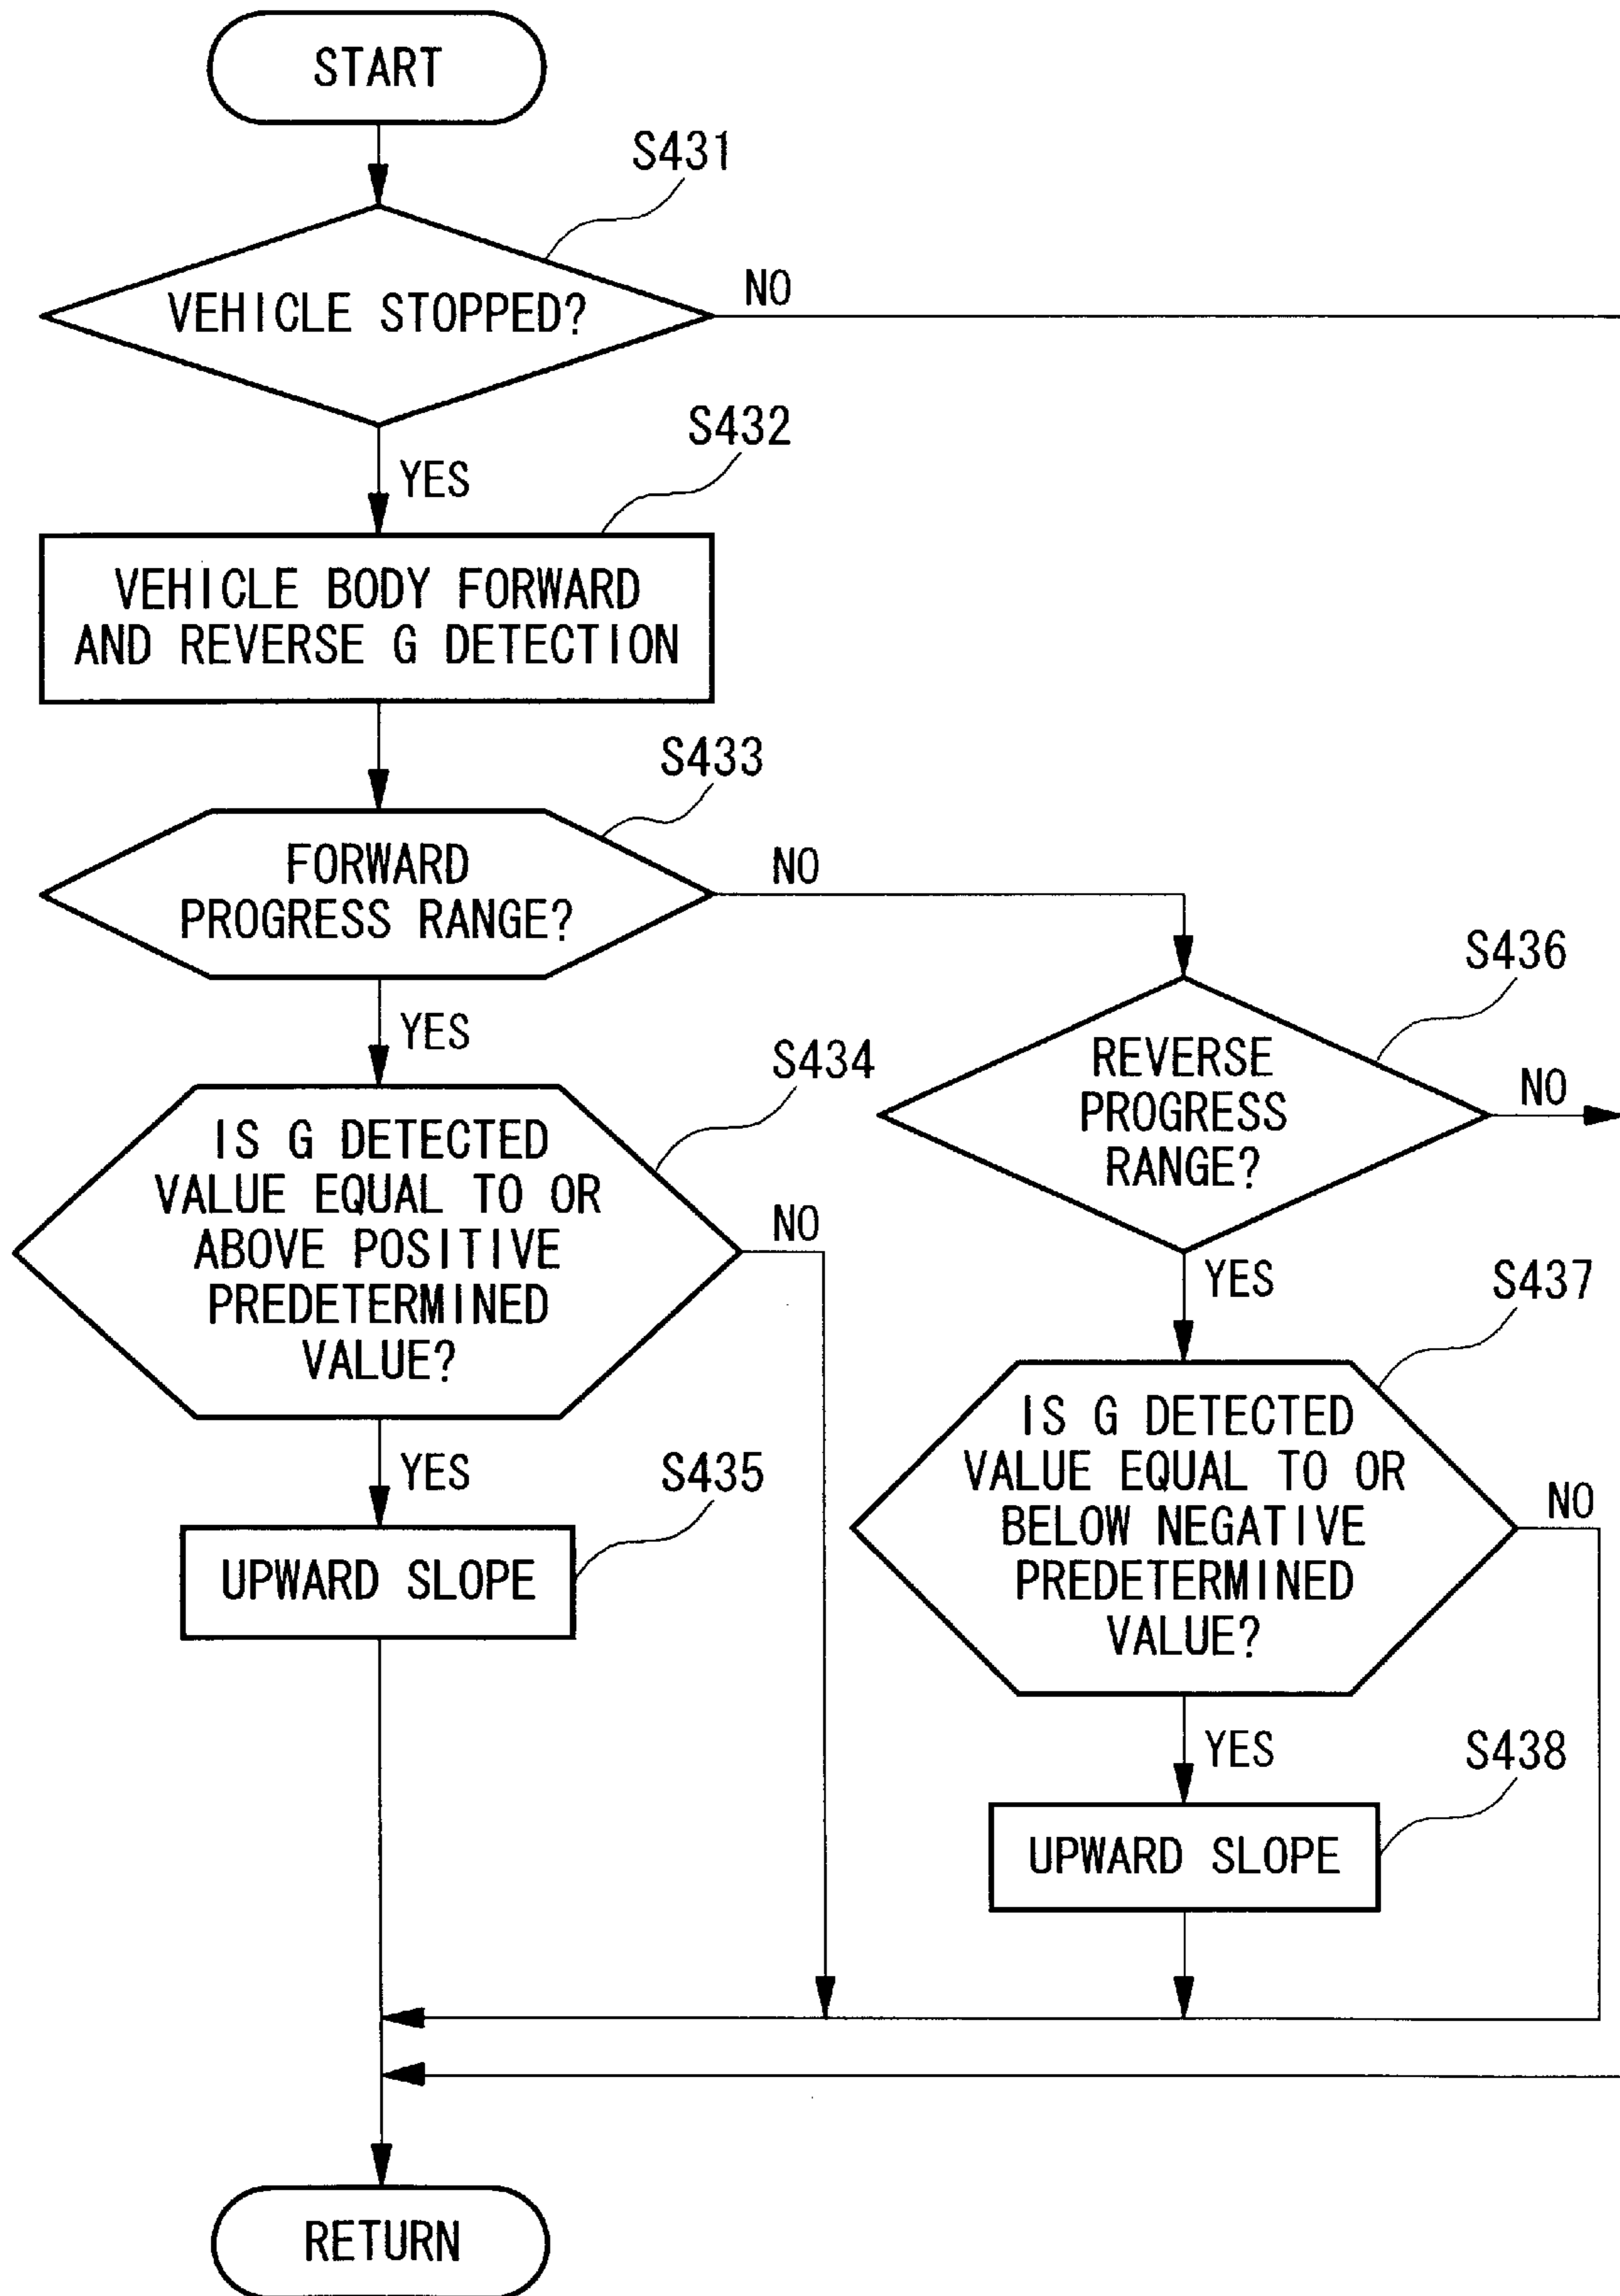 START
S431
VEHICLE STOPPED?
NO
YES
S432
VEHICLE BODY FORWARD
AND REVERSE G DETECTION
S433
FORWARD
PROGRESS RANGE?
NO
YES
S436
REVERSE
PROGRESS
RANGE?
NO
YES
S434
IS G DETECTED
VALUE EQUAL TO OR
ABOVE POSITIVE
PREDETERMINED
VALUE?
NO
YES
S437
IS G DETECTED
VALUE EQUAL TO OR
BELOW NEGATIVE
PREDETERMINED
VALUE?
NO
YES
S435
UPWARD SLOPE
S438
UPWARD SLOPE
RETURN